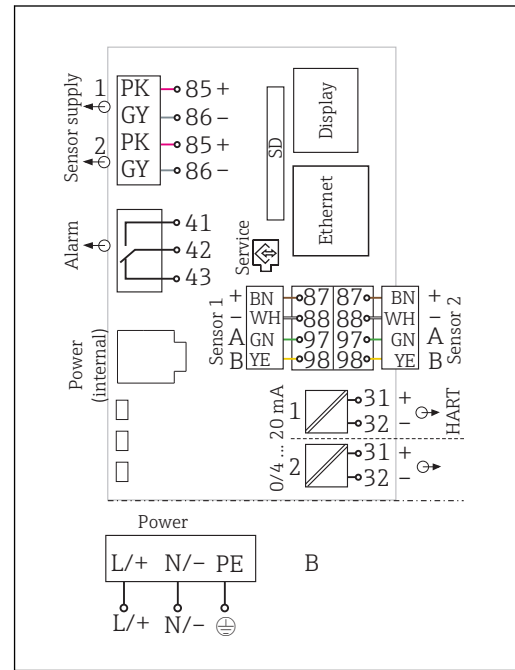 Sensor supply
1 PK 85 +
GY 86 -
2 PK 85 +
GY 86 -
Display
SD
Ethernet
Alarm
41
42
43
Service
Sensor 1
+ BN 87 87 BN +
- WH 88 88 WH -
A GN 97 97 GN A
B YE 98 98 YE B
Sensor 2
Power
(internal)
0/4 ... 20 mA
1 31 +
32 -
HART
2 31 +
32 -
Power
L/+ N/- PE
B
L/+ N/-